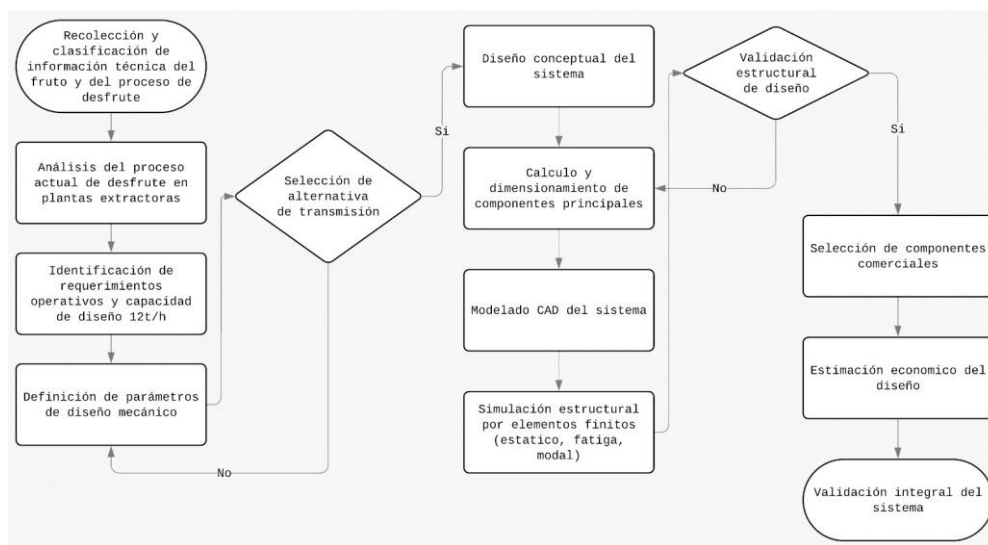 Recolección y
clasificación de
información técnica del
fruto y del proceso de
desfrute
Análisis del proceso
actual de desfrute en
plantas extractoras
Identificación de
requerimientos
operativos y capacidad
de diseño 12t/h
Definición de parámetros
de diseño mecánico
No
Selección de
alternativa
de transmisión
Si
Diseño conceptual del
sistema
Calculo y
dimensionamiento de
componentes principales
Modelado CAD del sistema
Simulación estructural
por elementos finitos
(estatico, fatiga,
modal)
Validación
estructural
de diseño
No
Si
Selección de componentes
comerciales
Estimación economico del
diseño
Validación integral del
sistema